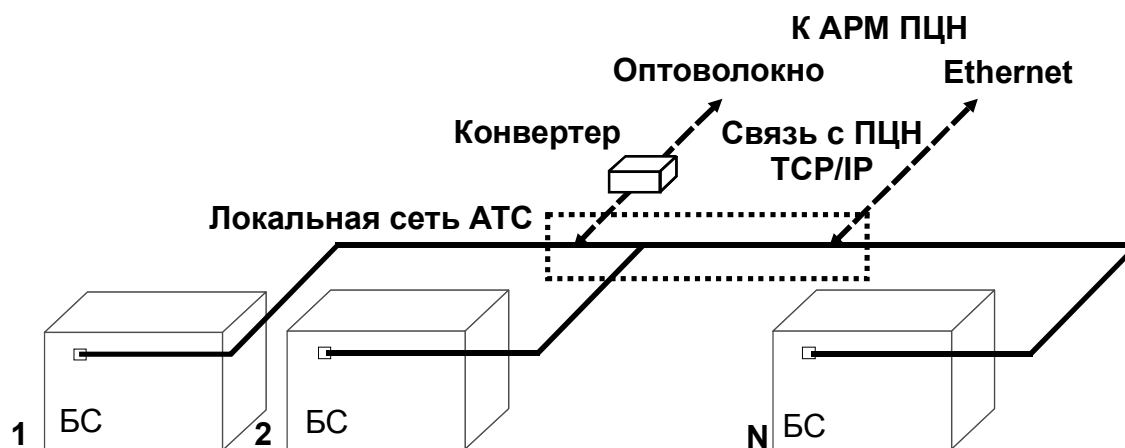 К АРМ ПЦН
Оптоволокно
Ethernet
Конвертер
Связь с ПЦН
TCP/IP
Локальная сеть АТС
1
БС
2
БС
N
БС